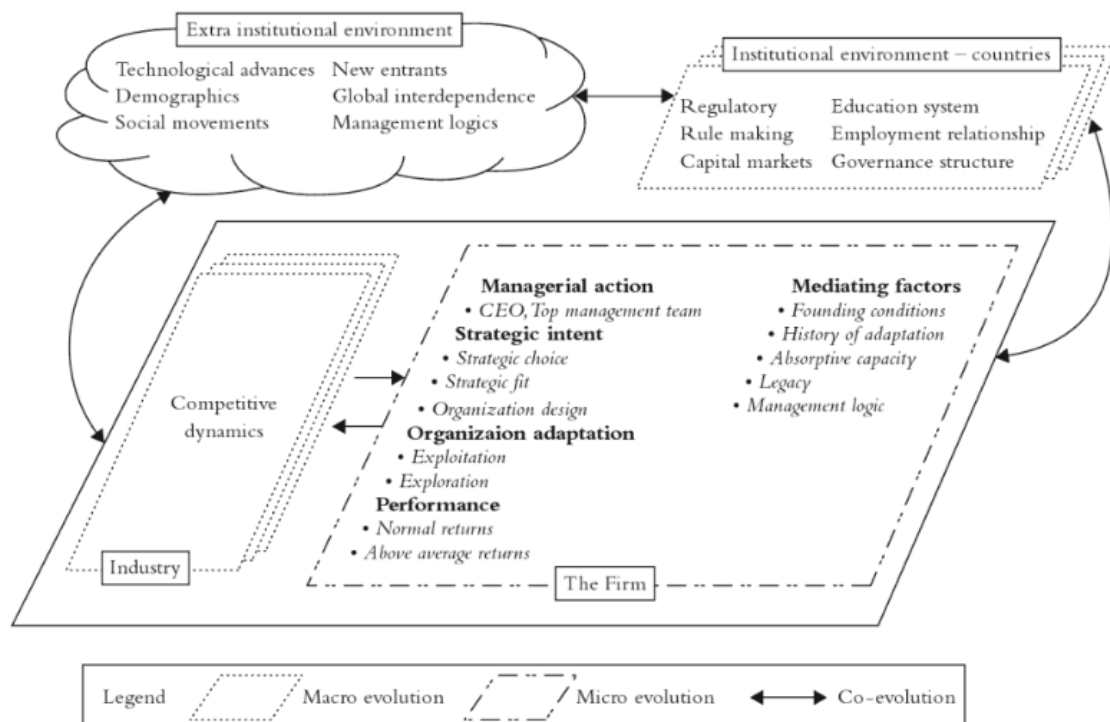 Extra institutional environment
Technological advances
Demographics
Social movements
New entrants
Global interdependence
Management logics
Institutional environment – countries
Regulatory
Rule making
Capital markets
Education system
Employment relationship
Governance structure
Competitive
dynamics
Industry
Managerial action
• CEO, Top management team
Strategic intent
• Strategic choice
• Strategic fit
• Organization design
Organizaion adaptation
• Exploitation
• Exploration
Performance
• Normal returns
• Above average returns
Mediating factors
• Founding conditions
• History of adaptation
• Absorptive capacity
• Legacy
• Management logic
The Firm
Legend
Macro evolution
Micro evolution
Co-evolution